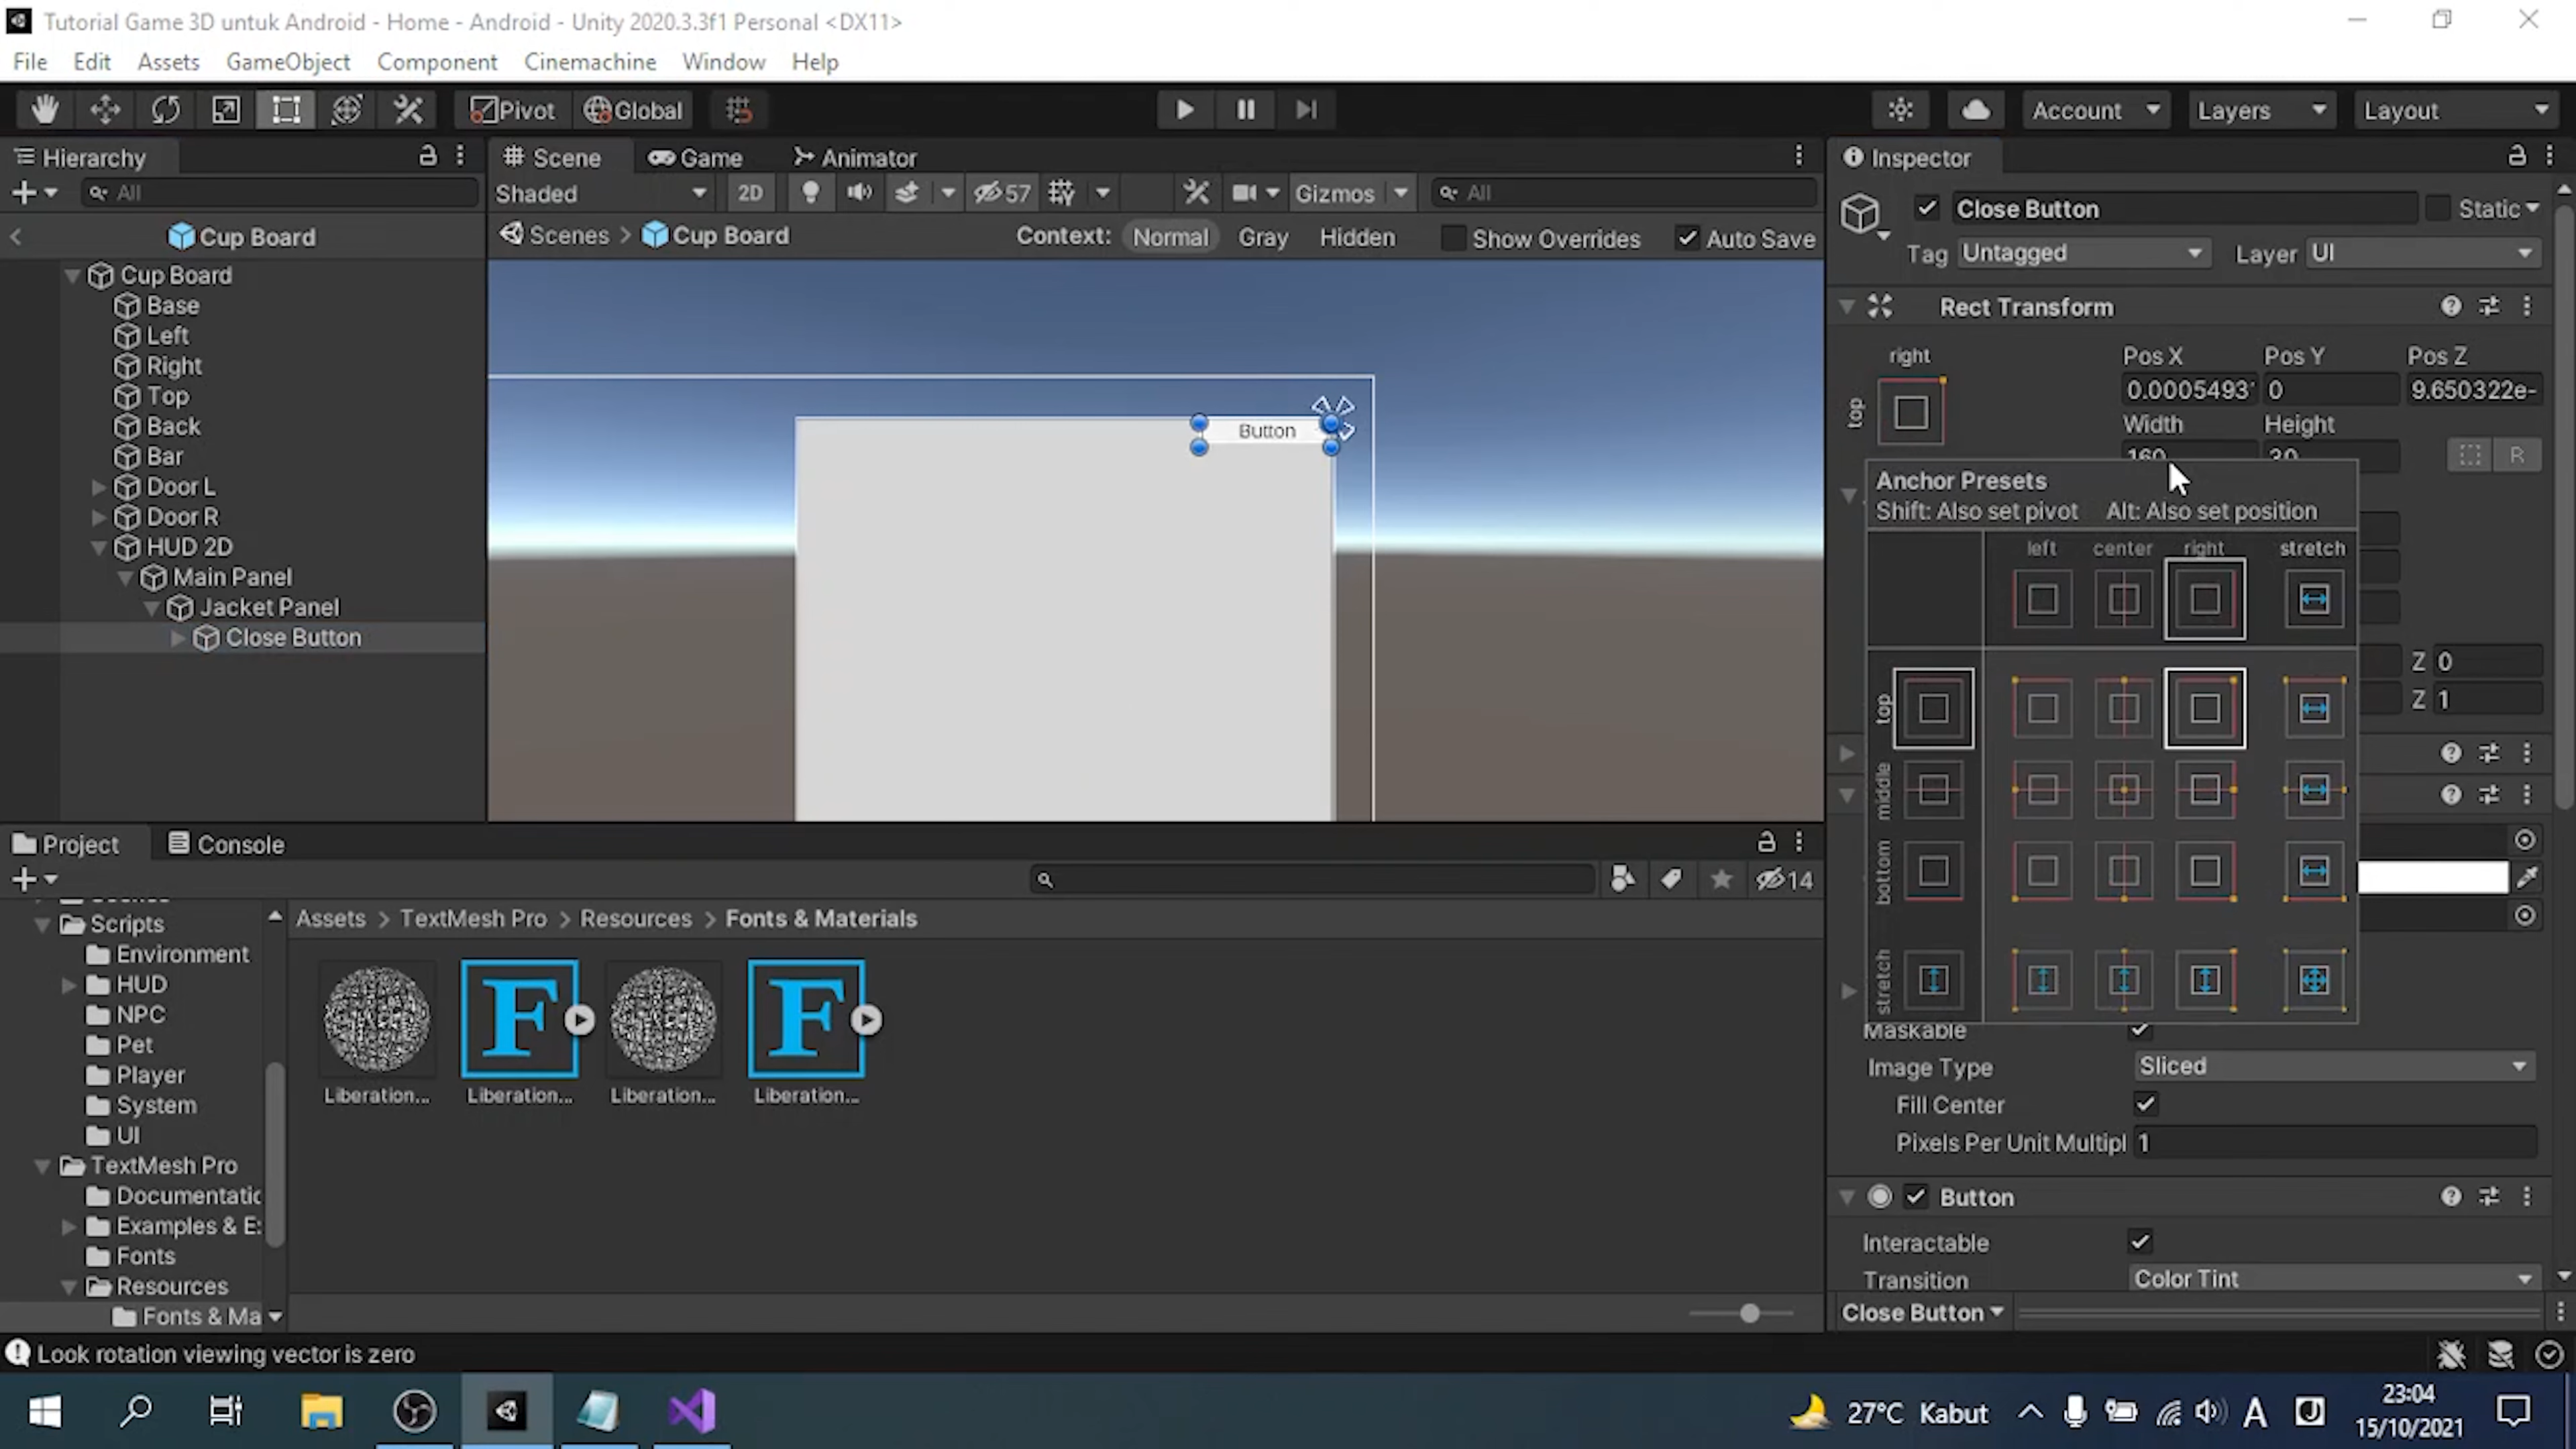 Tutorial Game 3D untuk Android - Home - Android - Unity 2020.3.3f1 Personal <DX11>
File Edit Assets GameObject Component Cinemachine Window Help
Pivot Global Account Layers Layout
Hierarchy
All
Cup Board
Cup Board
Base
Left
Right
Top
Back
Bar
Door L
Door R
HUD 2D
Main Panel
Jacket Panel
Close Button
Scene Game Animator
Shaded 2D 57 Gizmos All
Scenes > Cup Board Context: Normal Gray Hidden Show Overrides Auto Save
Button
Inspector
Close Button Static
Tag Untagged Layer UI
Rect Transform
right Pos X Pos Y Pos Z
top 0.0005493 0 9.650322e-
Width Height
160 30
R
Anchor Presets
Shift: Also set pivot Alt: Also set position
left center right stretch
Z 0
Z 1
top
middle
bottom
stretch
Maskable
Image Type Sliced
Fill Center
Pixels Per Unit Multipl 1
Button
Interactable
Transition Color Tint
Close Button
Project Console
14
Scripts
Environment
HUD
NPC
Pet
Player
System
UI
TextMesh Pro
Documentatic
Examples & E:
Fonts
Resources
Fonts & Ma
Assets > TextMesh Pro > Resources > Fonts & Materials
F F
Liberation... Liberation... Liberation... Liberation...
Look rotation viewing vector is zero
27°C Kabut A 23:04
15/10/2021